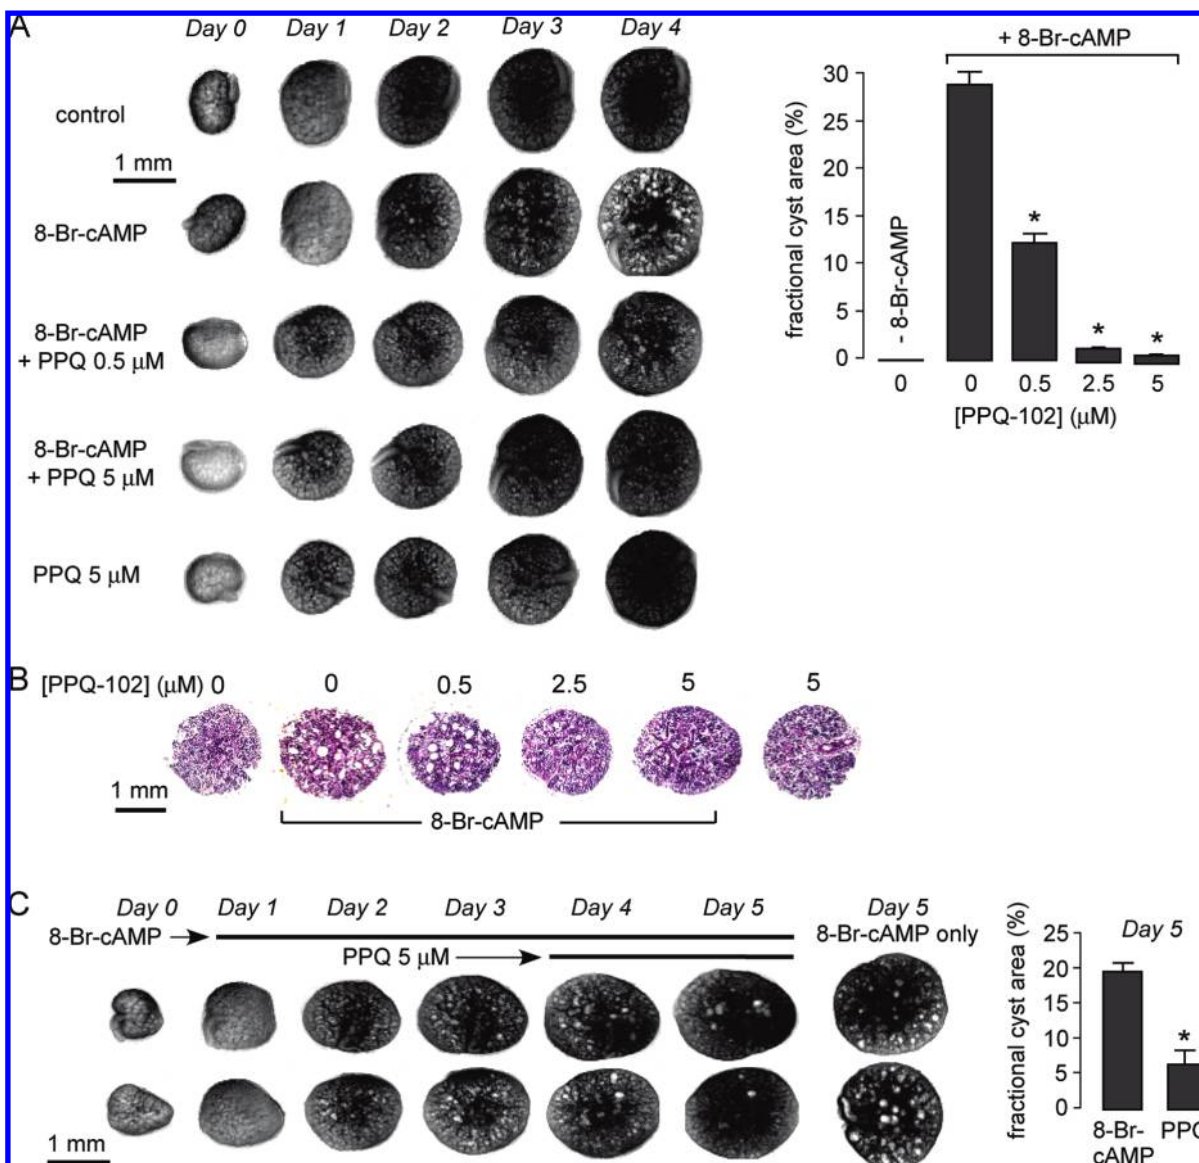 A
Day 0 Day 1 Day 2 Day 3 Day 4
control
1 mm
8-Br-cAMP
8-Br-cAMP
+ PPQ 0.5 μM
8-Br-cAMP
+ PPQ 5 μM
PPQ 5 μM
+ 8-Br-cAMP
fractional cyst area (%)
30
25
20
15
10
5
0
- 8-Br-cAMP
* * *
0 0 0.5 2.5 5
[PPQ-102] (μM)
B
[PPQ-102] (μM) 0 0 0.5 2.5 5 5
1 mm
8-Br-cAMP
C
Day 0 Day 1 Day 2 Day 3 Day 4 Day 5 Day 5
8-Br-cAMP 8-Br-cAMP only
PPQ 5 μM
1 mm
fractional cyst area (%)
25
20
15
10
5
0
Day 5
*
8-Br- PPQ
cAMP